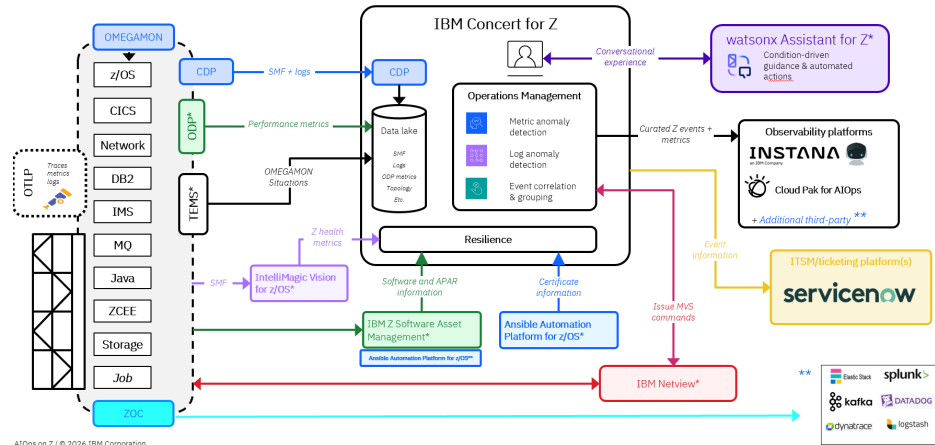 OMEGAMON
z/OS
CICS
Network
DB2
IMS
MQ
Java
ZCEE
Storage
Job
ZOC
OTLP
Traces
metrics
logs
CDP
ODP*
TEMS*
SMF + logs
Performance metrics
OMEGAMON
Situations
SMF
Z health
metrics
IntelliMagic Vision
for z/OS*
IBM Concert for Z
CDP
Data lake
SMF
Logs
ODP metrics
Topology
Etc.
Operations Management
Metric anomaly
detection
Log anomaly
detection
Event correlation
& grouping
Resilience
Software and APAR
information
Certificate
information
IBM Z Software Asset
Management*
Ansible Automation Platform for z/OS**
Ansible Automation
Platform for z/OS*
Issue MVS
commands
IBM Netview*
Conversational
experience
watsonx Assistant for Z*
Condition-driven
guidance & automated
actions
Curated Z events +
metrics
Observability platforms
INSTANA
an IBM Company
Cloud Pak for AIOps
+ Additional third-party **
Event
information
ITSM/ticketing platform(s)
servicenow
**
Elastic Stack
splunk>
kafka
DATADOG
dynatrace
logstash
AIOps on Z / © 2026 IBM Corporation